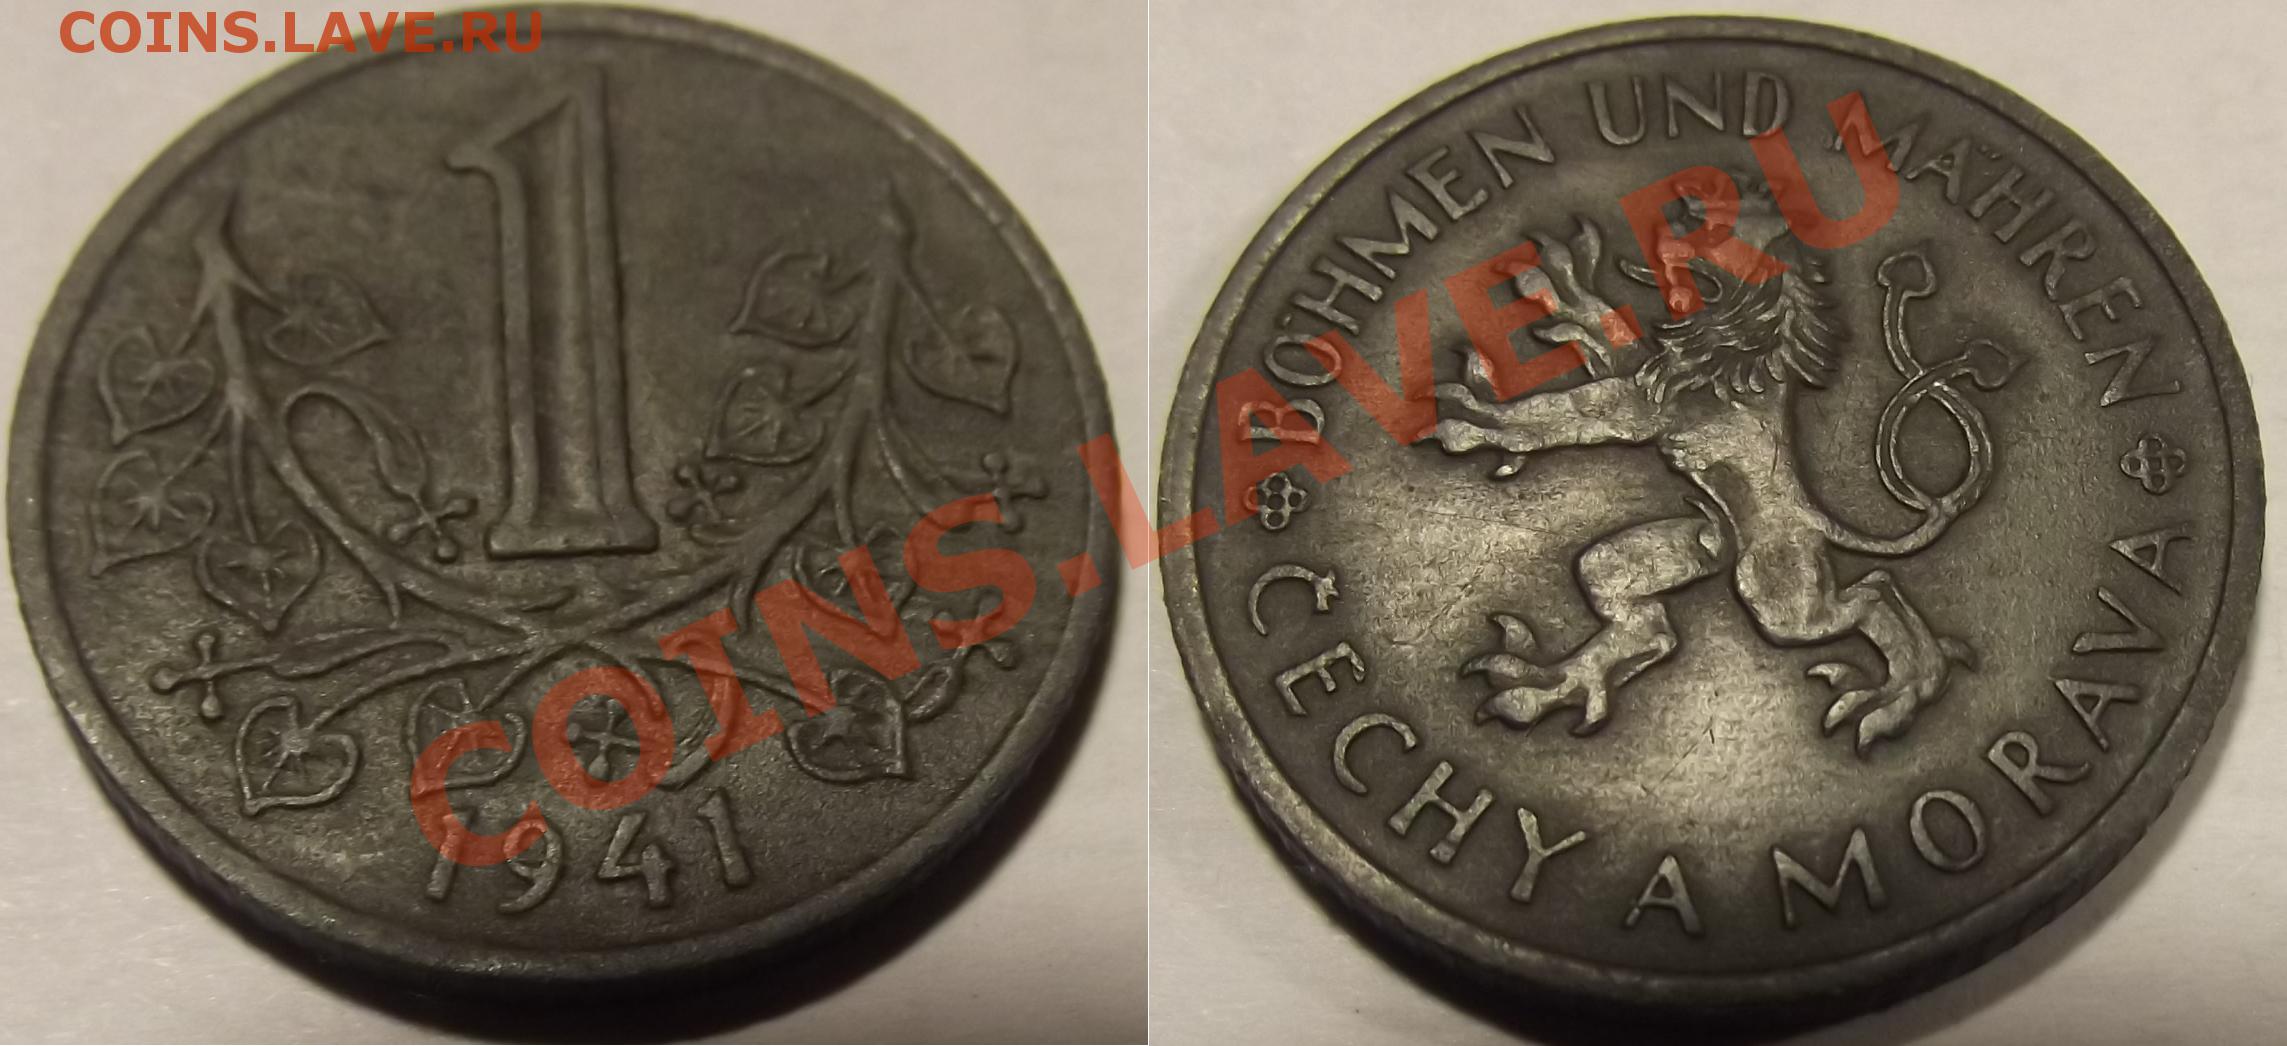 COINS.LAVE.RU
1
1941
BÖHMEN UND MÄHREN
ČECHY A MORAVA
COINS.LAVE.RU